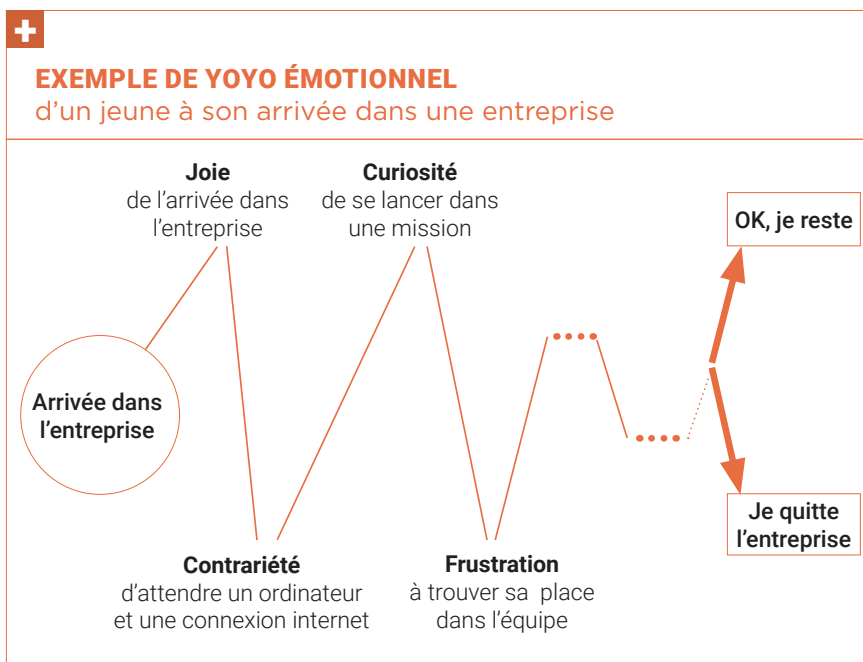 EXEMPLE DE YOYO ÉMOTIONNEL
d'un jeune à son arrivée dans une entreprise
Joie
de l'arrivée dans
l'entreprise
Curiosité
de se lancer dans
une mission
OK, je reste
Arrivée dans
l'entreprise
Je quitte
l'entreprise
Contrariété
d'attendre un ordinateur
et une connexion internet
Frustration
à trouver sa place
dans l'équipe